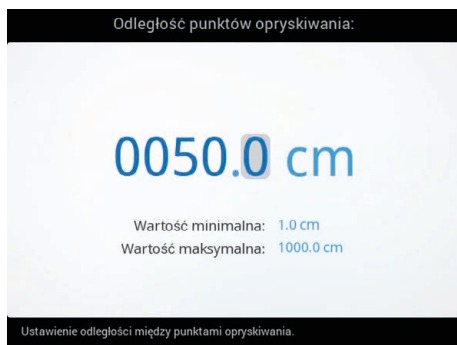 Odległość punktów opryskiwania:
0050.0 cm
Wartość minimalna: 1.0 cm
Wartość maksymalna: 1000.0 cm
Ustawienie odległości między punktami opryskiwania.